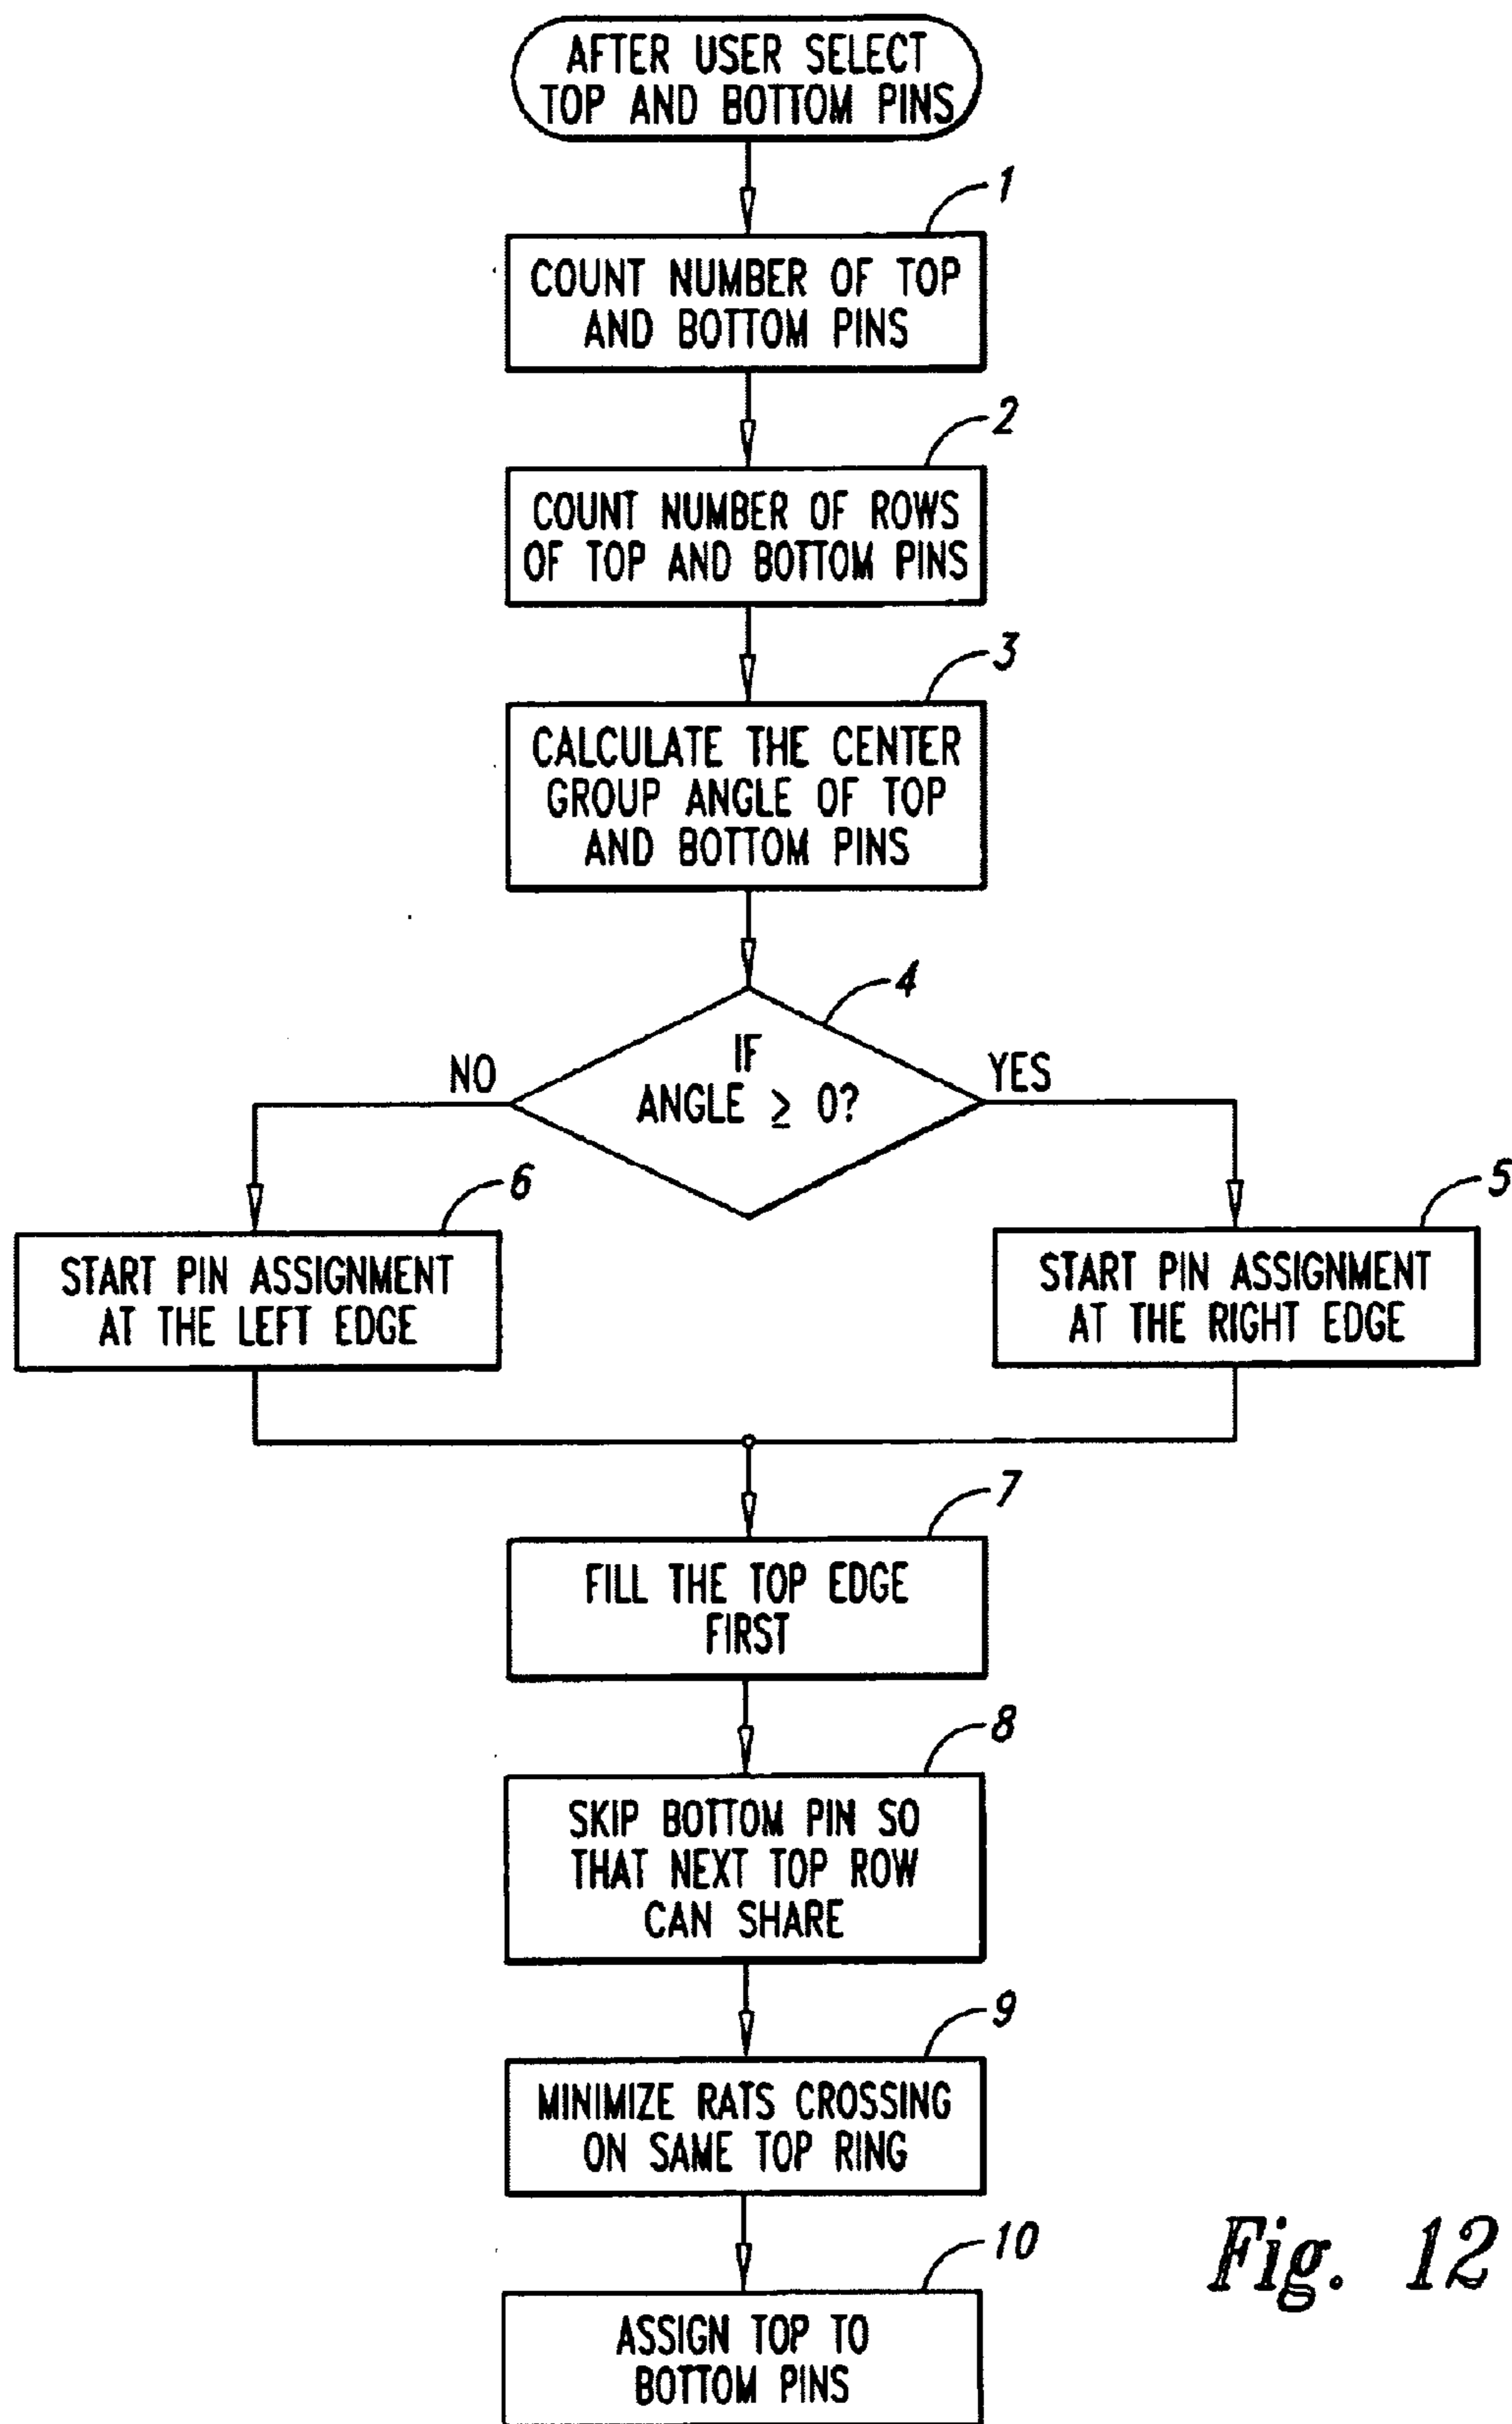 AFTER USER SELECT
TOP AND BOTTOM PINS
1
COUNT NUMBER OF TOP
AND BOTTOM PINS
2
COUNT NUMBER OF ROWS
OF TOP AND BOTTOM PINS
3
CALCULATE THE CENTER
GROUP ANGLE OF TOP
AND BOTTOM PINS
4
IF
ANGLE ≥ 0?
NO
YES
6
START PIN ASSIGNMENT
AT THE LEFT EDGE
5
START PIN ASSIGNMENT
AT THE RIGHT EDGE
7
FILL THE TOP EDGE
FIRST
8
SKIP BOTTOM PIN SO
THAT NEXT TOP ROW
CAN SHARE
9
MINIMIZE RATS CROSSING
ON SAME TOP RING
10
ASSIGN TOP TO
BOTTOM PINS
Fig. 12